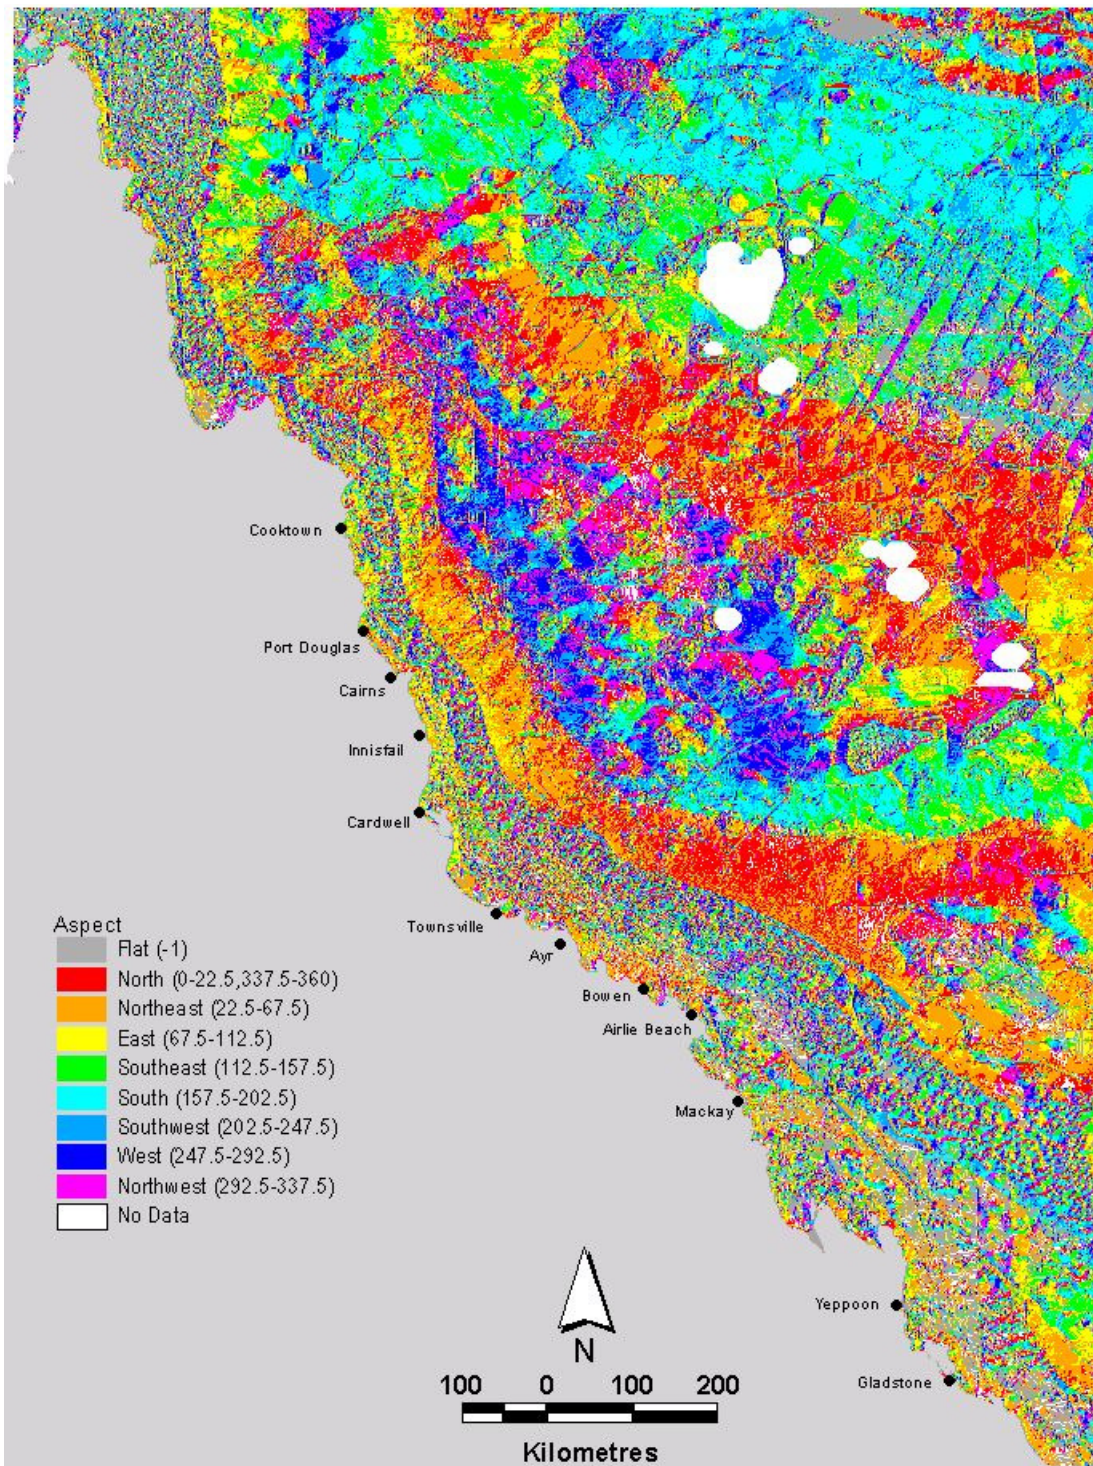 Cooktown
Port Douglas
Cairns
Innisfail
Cardwell
Townsville
Ayr
Bowen
Airlie Beach
Mackay
Yeppoon
Gladstone
Aspect
Flat (-1)
North (0-22.5,337.5-360)
Northeast (22.5-67.5)
East (67.5-112.5)
Southeast (112.5-157.5)
South (157.5-202.5)
Southwest (202.5-247.5)
West (247.5-292.5)
Northwest (292.5-337.5)
No Data
N
100 0 100 200
Kilometres